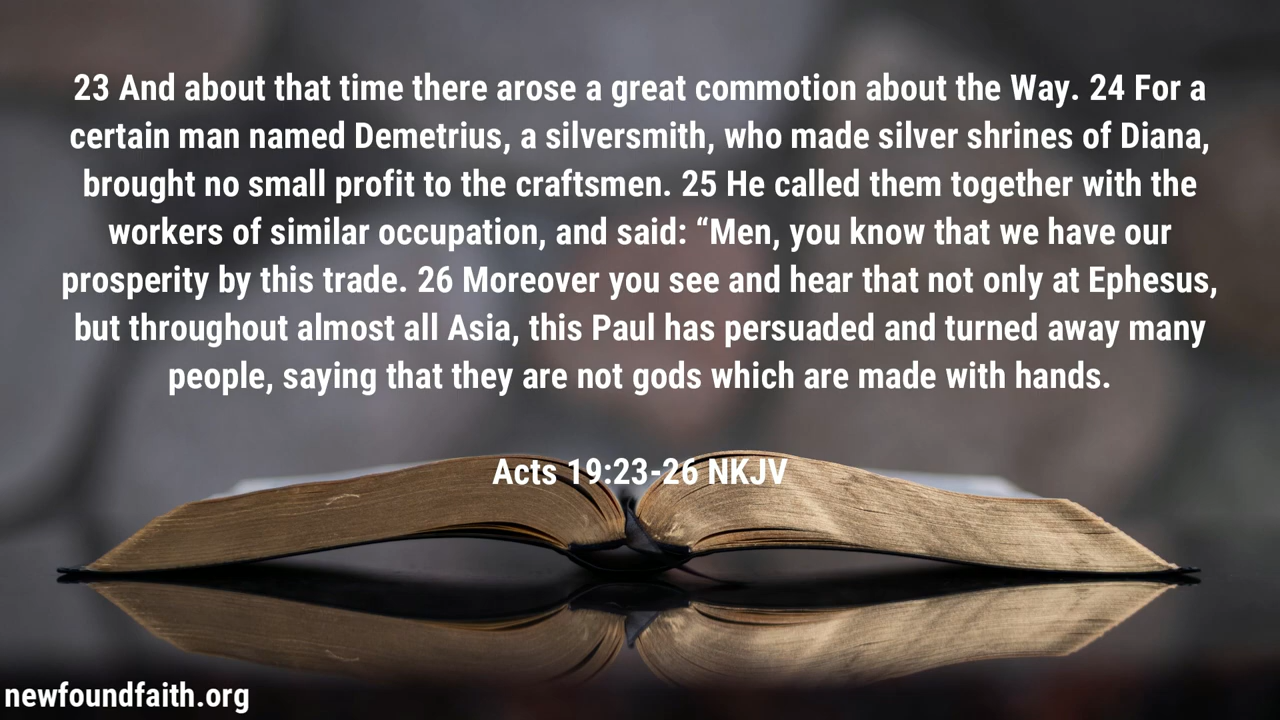 23 And about that time there arose a great commotion about the Way. 24 For a
certain man named Demetrius, a silversmith, who made silver shrines of Diana,
brought no small profit to the craftsmen. 25 He called them together with the
workers of similar occupation, and said: “Men, you know that we have our
prosperity by this trade. 26 Moreover you see and hear that not only at Ephesus,
but throughout almost all Asia, this Paul has persuaded and turned away many
people, saying that they are not gods which are made with hands.
Acts 19:23-26 NKJV
newfoundfaith.org